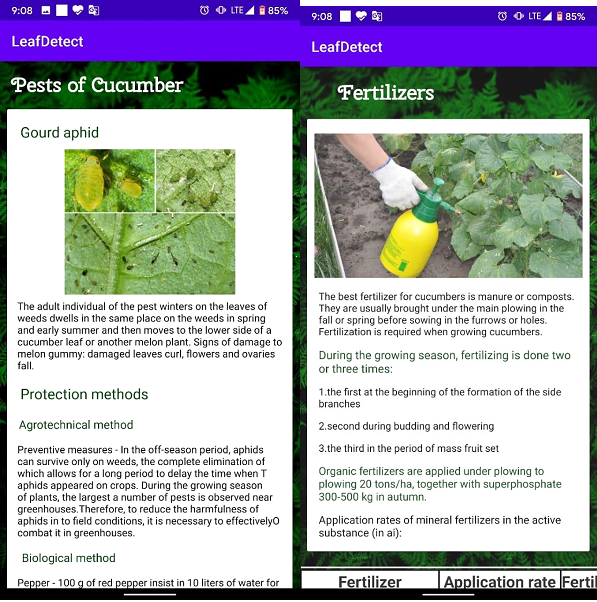 9:08
LTE 85%
LeafDetect
Pests of Cucumber
Gourd aphid
The adult individual of the pest winters on the leaves of
weeds dwells in the same place on the weeds in spring
and early summer and then moves to the lower side of a
cucumber leaf or another melon plant. Signs of damage to
melon gummy: damaged leaves curl, flowers and ovaries
fall.
Protection methods
Agrotechnical method
Preventive measures - In the off-season period, aphids
can survive only on weeds, the complete elimination of
which allows for a long period to delay the time when T
aphids appeared on crops. During the growing season
of plants, the largest a number of pests is observed near
greenhouses.Therefore, to reduce the harmfulness of
aphids in to field conditions, it is necessary to effectivelyO
combat it in greenhouses.
Biological method
Pepper - 100 g of red pepper insist in 10 liters of water for
9:08
LTE 85%
LeafDetect
Fertilizers
The best fertilizer for cucumbers is manure or composts.
They are usually brought under the main plowing in the
fall or spring before sowing in the furrows or holes.
Fertilization is required when growing cucumbers.
During the growing season, fertilizing is done two
or three times:
1.the first at the beginning of the formation of the side
branches
2.second during budding and flowering
3.the third in the period of mass fruit set
Organic fertilizers are applied under plowing to
plowing 20 tons/ha, together with superphosphate
300-500 kg in autumn.
Application rates of mineral fertilizers in the active
substance (in ai):
Fertilizer Application rate Ferti